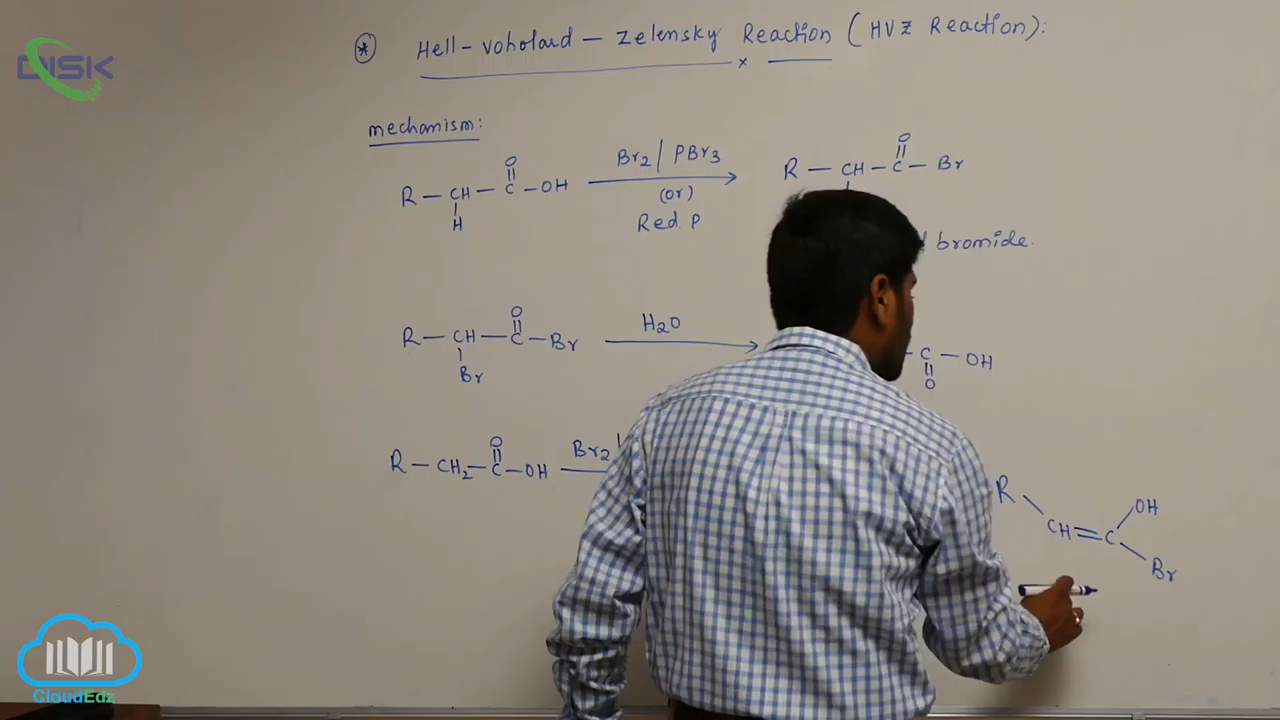 DISK
* Hell - Voholard - Zelensky Reaction (HVZ Reaction):
mechanism:
R - CH - C - OH
O
H
Br2 / PBr3
(or)
Red P
R - CH - C - Br
O
bromide.
R - CH - C - Br
O
Br
H2O
C - OH
O
R - CH2 - C - OH
O
Br2
R
CH = C
OH
Br
CloudEdz